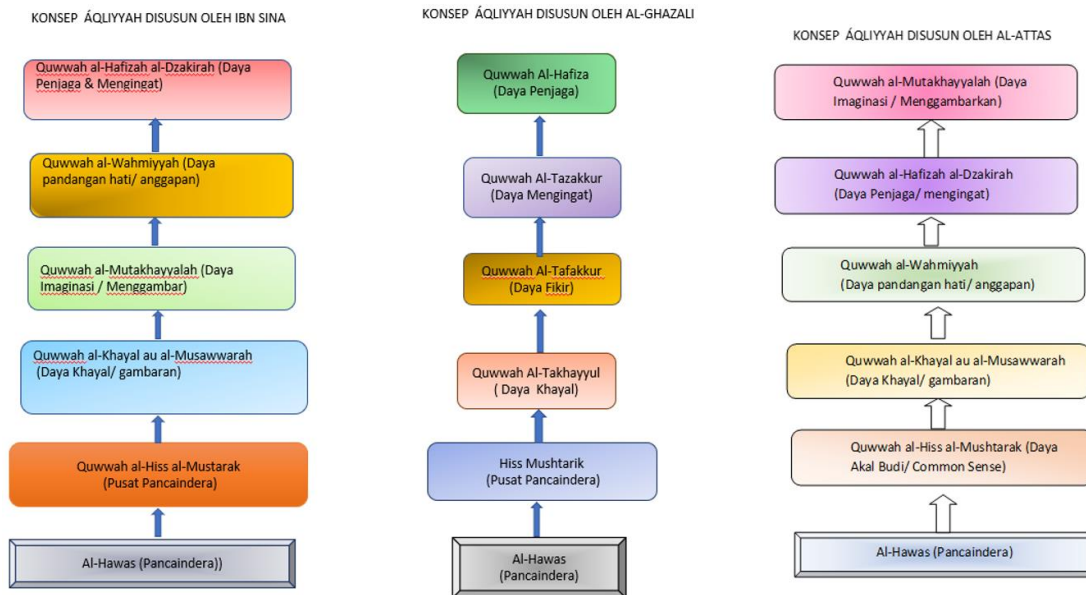 KONSEP ÁQLIYYAH DISUSUN OLEH IBN SINA
Quwwah al-Hafizah al-Dzakirah (Daya
Penjaga & Mengingat)
Quwwah al-Wahmiyyah (Daya
pandangan hati/ anggapan)
Quwwah al-Mutakhayyalah (Daya
Imaginasi / Menggambar)
Quwwah al-Khayal au al-Musawwarah
(Daya Khayal/ gambaran)
Quwwah al-Hiss al-Mustarak
(Pusat Pancaindera)
Al-Hawas (Pancaindera))
KONSEP ÁQLIYYAH DISUSUN OLEH AL-GHAZALI
Quwwah Al-Hafiza
(Daya Penjaga)
Quwwah Al-Tazakkur
(Daya Mengingat)
Quwwah Al-Tafakkur
(Daya Fikir)
Quwwah Al-Takhayyul
( Daya Khayal)
Hiss Mushtarik
(Pusat Pancaindera)
Al-Hawas
(Pancaindera)
KONSEP ÁQLIYYAH DISUSUN OLEH AL-ATTAS
Quwwah al-Mutakhayyalah (Daya
Imaginasi / Menggambarkan)
Quwwah al-Hafizah al-Dzakirah
(Daya Penjaga/ mengingat)
Quwwah al-Wahmiyyah
(Daya pandangan hati/ anggapan)
Quwwah al-Khayal au al-Musawwarah
(Daya Khayal/ gambaran)
Quwwah al-Hiss al-Mushtarak (Daya
Akal Budi/ Common Sense)
Al-Hawas (Pancaindera)